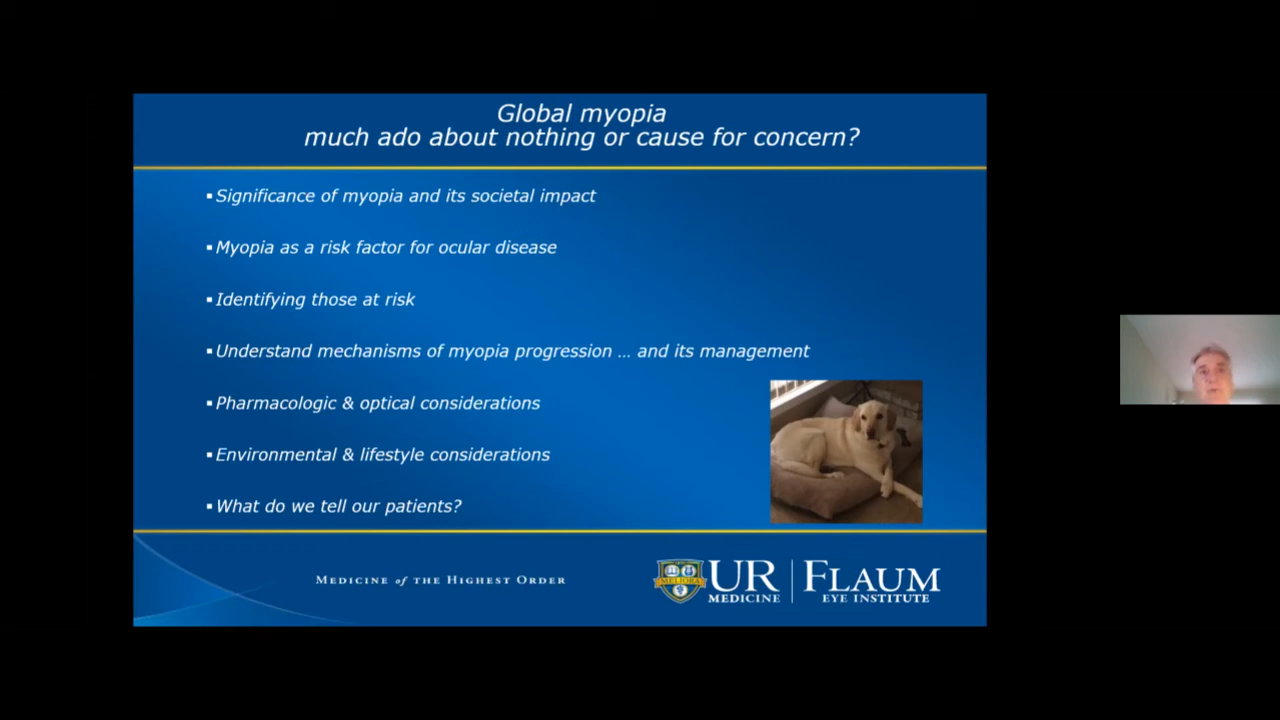 Global myopia
much ado about nothing or cause for concern?
▪Significance of myopia and its societal impact
▪Myopia as a risk factor for ocular disease
▪Identifying those at risk
▪Understand mechanisms of myopia progression ... and its management
▪Pharmacologic & optical considerations
▪Environmental & lifestyle considerations
▪What do we tell our patients?
MEDICINE of THE HIGHEST ORDER
MELIORA
UR
MEDICINE
FLAUM
EYE INSTITUTE